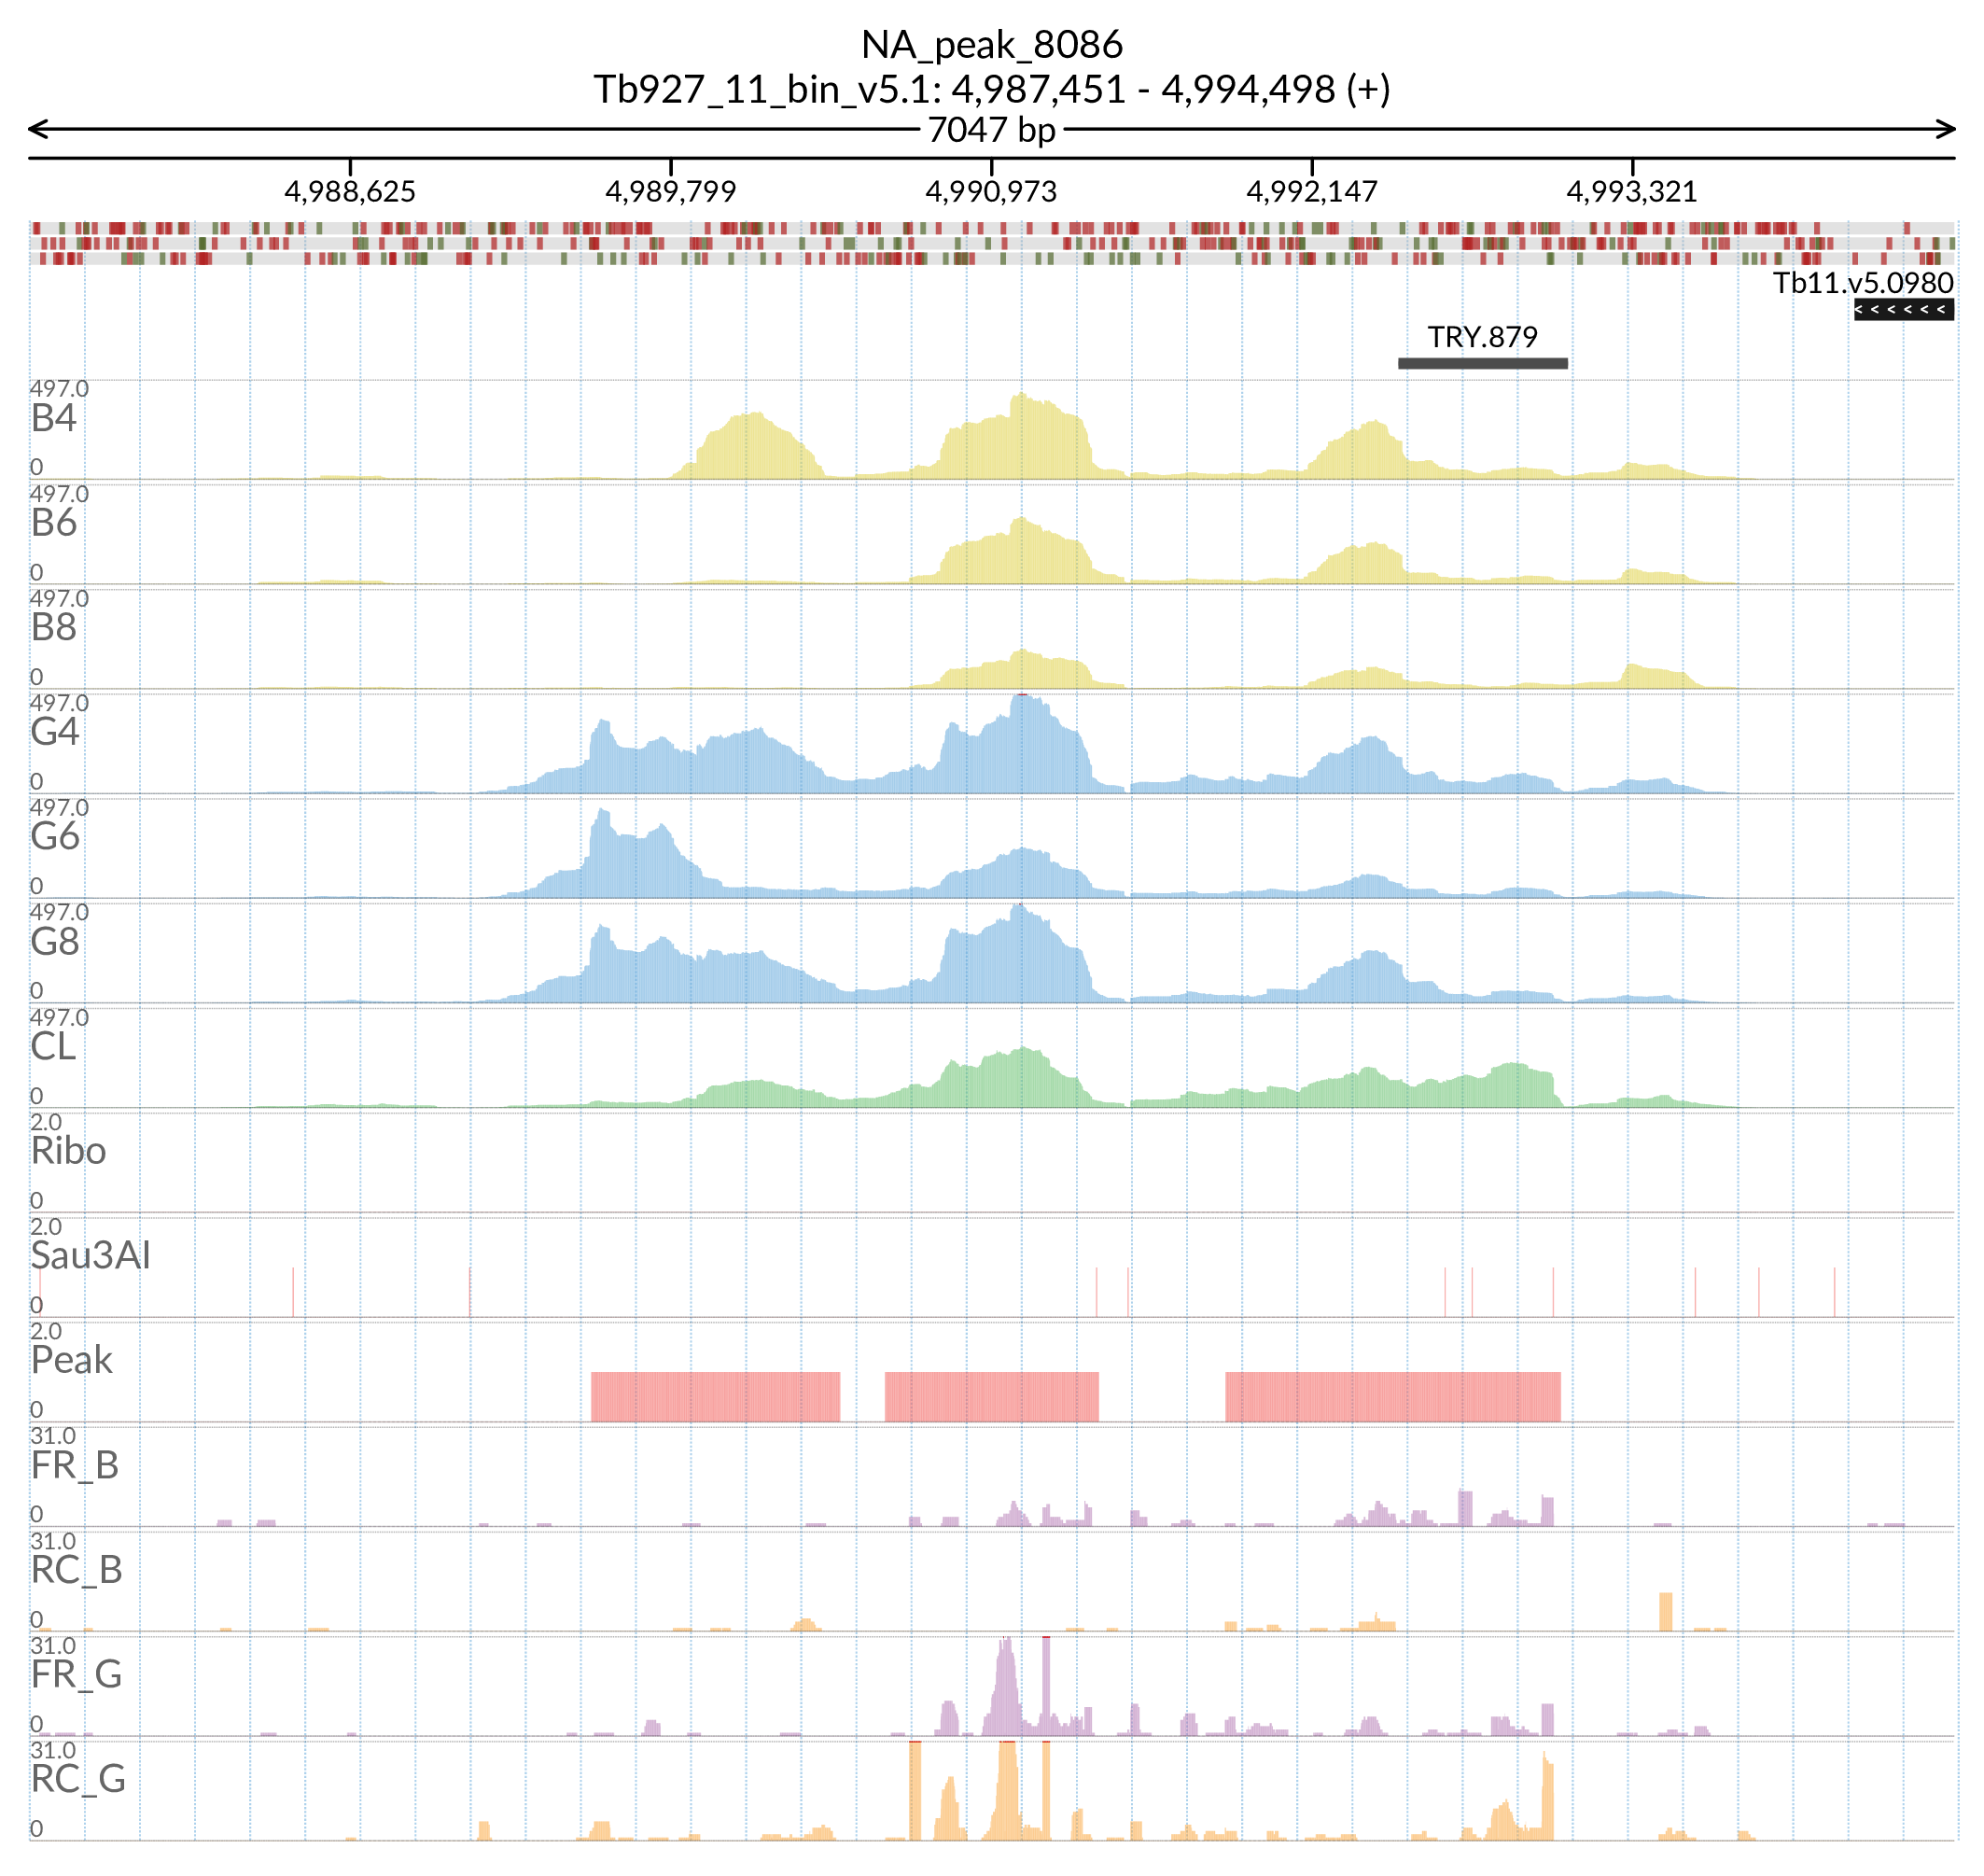 NA_peak_8086
Tb927_11_bin_v5.1: 4,987,451 - 4,994,498 (+)
7047 bp
4,988,625 4,989,799 4,990,973 4,992,147 4,993,321
Tb11.v5.0980
< < < < < <
TRY.879
497.0
B4
0
497.0
B6
0
497.0
B8
0
497.0
G4
0
497.0
G6
0
497.0
G8
0
497.0
CL
0
2.0
Ribo
0
2.0
Sau3AI
0
2.0
Peak
0
31.0
FR_B
0
31.0
RC_B
0
31.0
FR_G
0
31.0
RC_G
0